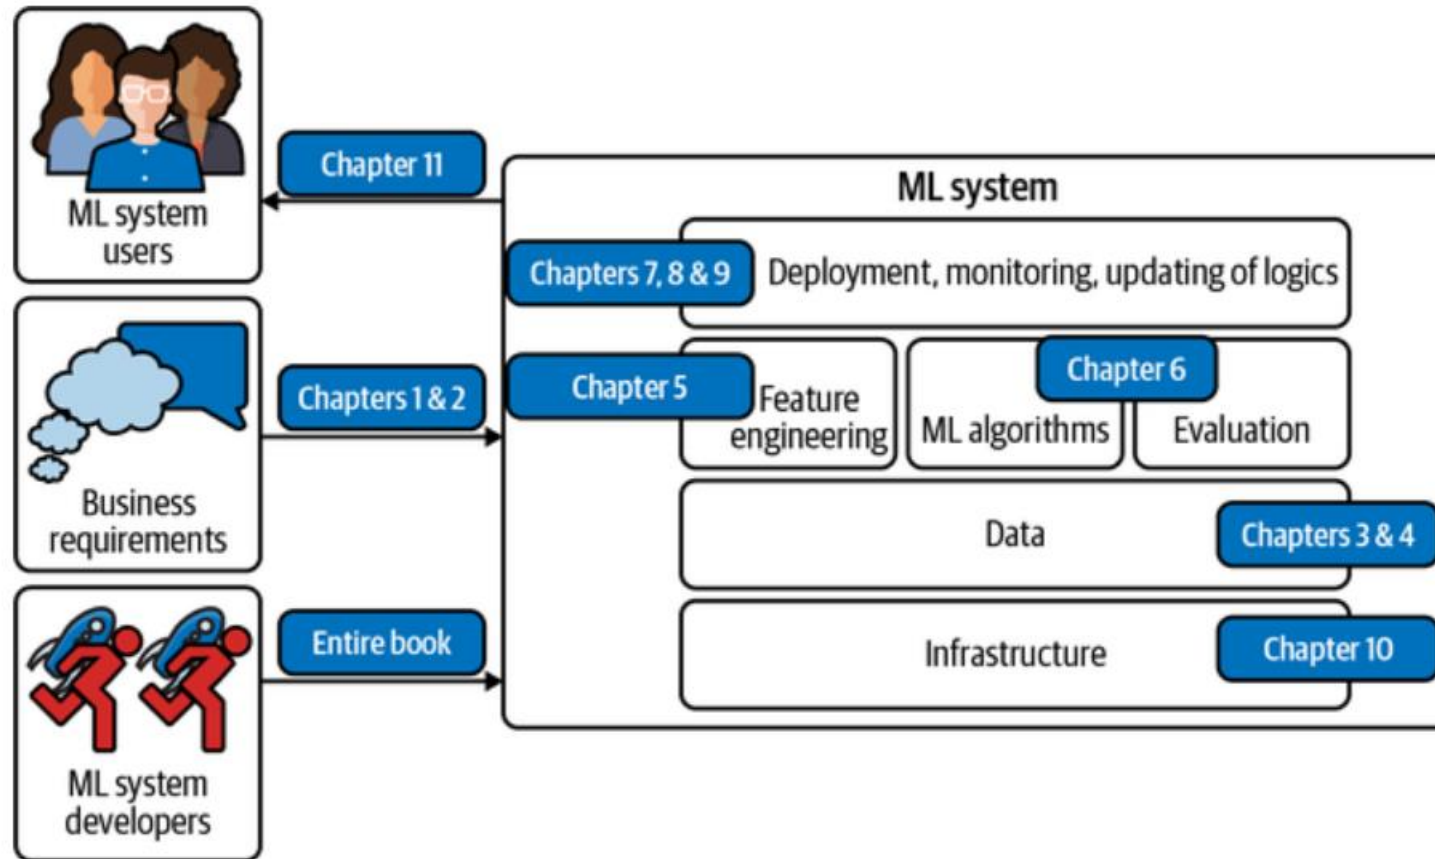 ML system
users
Chapter 11
Business
requirements
Chapters 1 & 2
ML system
developers
Entire book
ML system
Chapters 7, 8 & 9
Deployment, monitoring, updating of logics
Chapter 5
Feature
engineering
Chapter 6
ML algorithms
Evaluation
Data
Chapters 3 & 4
Infrastructure
Chapter 10